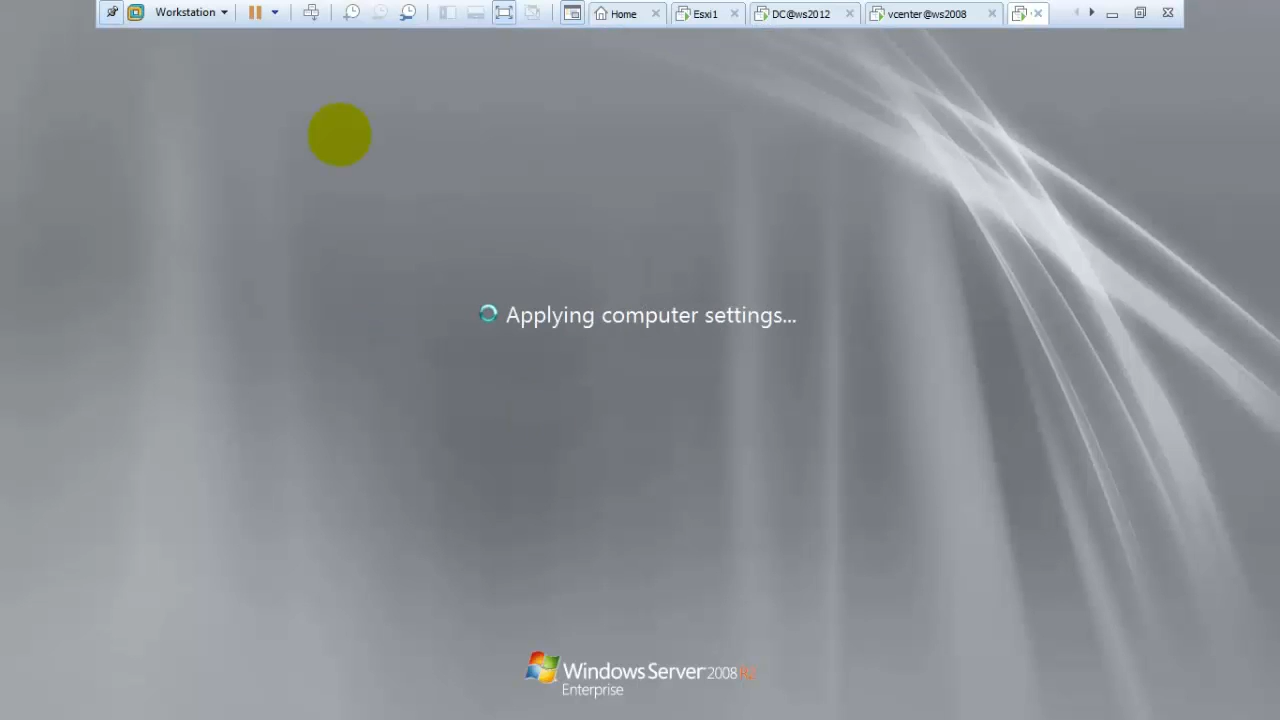 Workstation
Home
Esxi1
DC@ws2012
vcenter@ws2008
Applying computer settings...
Windows Server 2008 R2
Enterprise